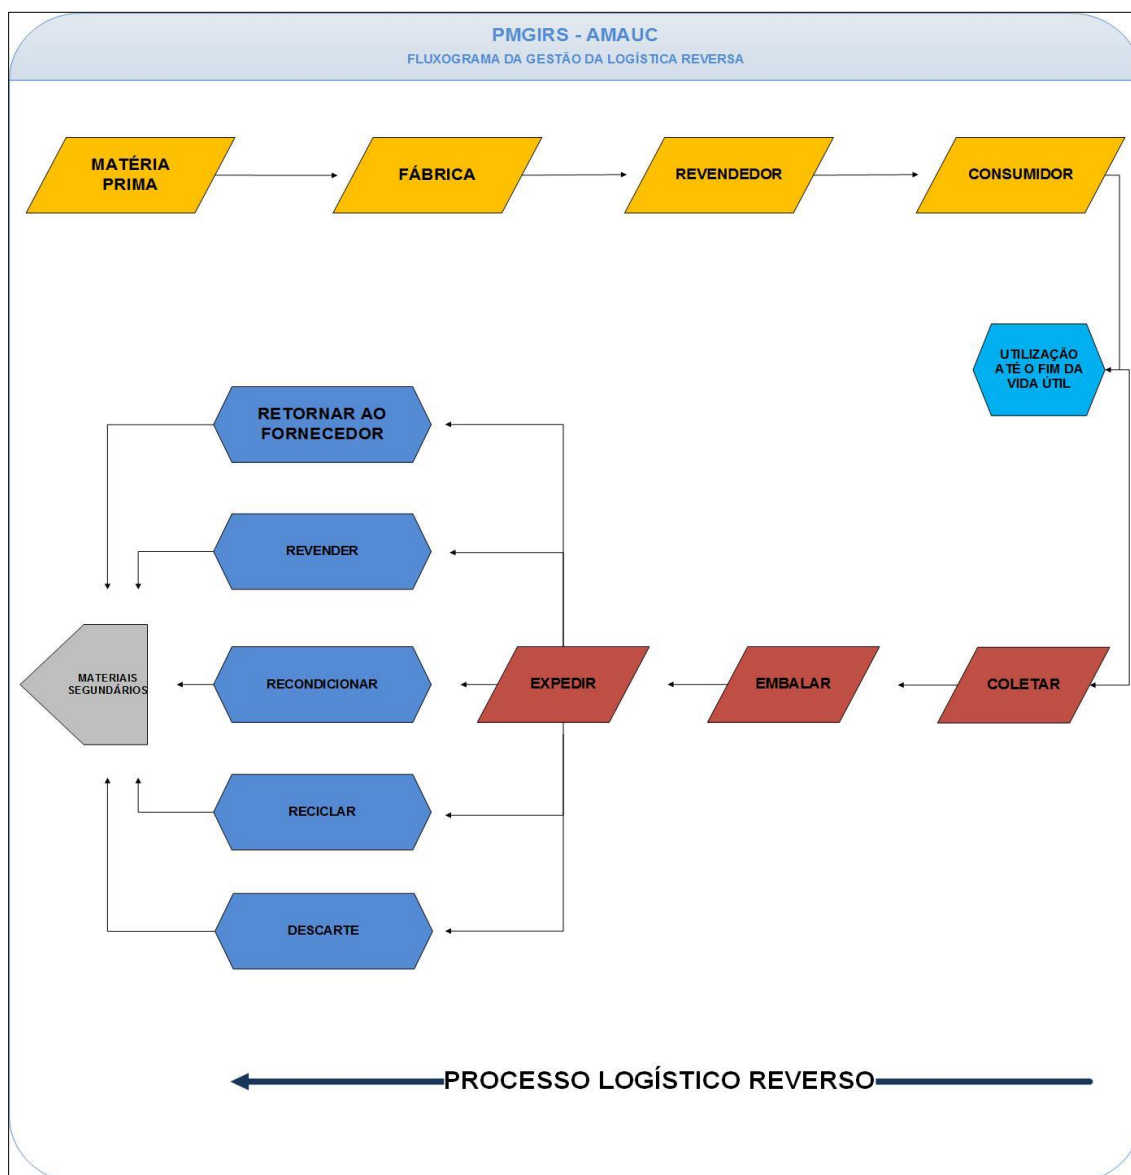 PMGIRS - AMAUC
FLUXOGRAMA DA GESTÃO DA LOGÍSTICA REVERSA
MATÉRIA
PRIMA
FÁBRICA
REVENDEDOR
CONSUMIDOR
UTILIZAÇÃO
ATÉ O FIM DA
VIDA ÚTIL
RETORNAR AO
FORNECEDOR
REVENDER
MATERIAIS
SEGUNDÁRIOS
RECONDICIONAR
EXPEDIR
EMBALAR
COLETAR
RECICLAR
DESCARTE
PROCESSO LOGÍSTICO REVERSO